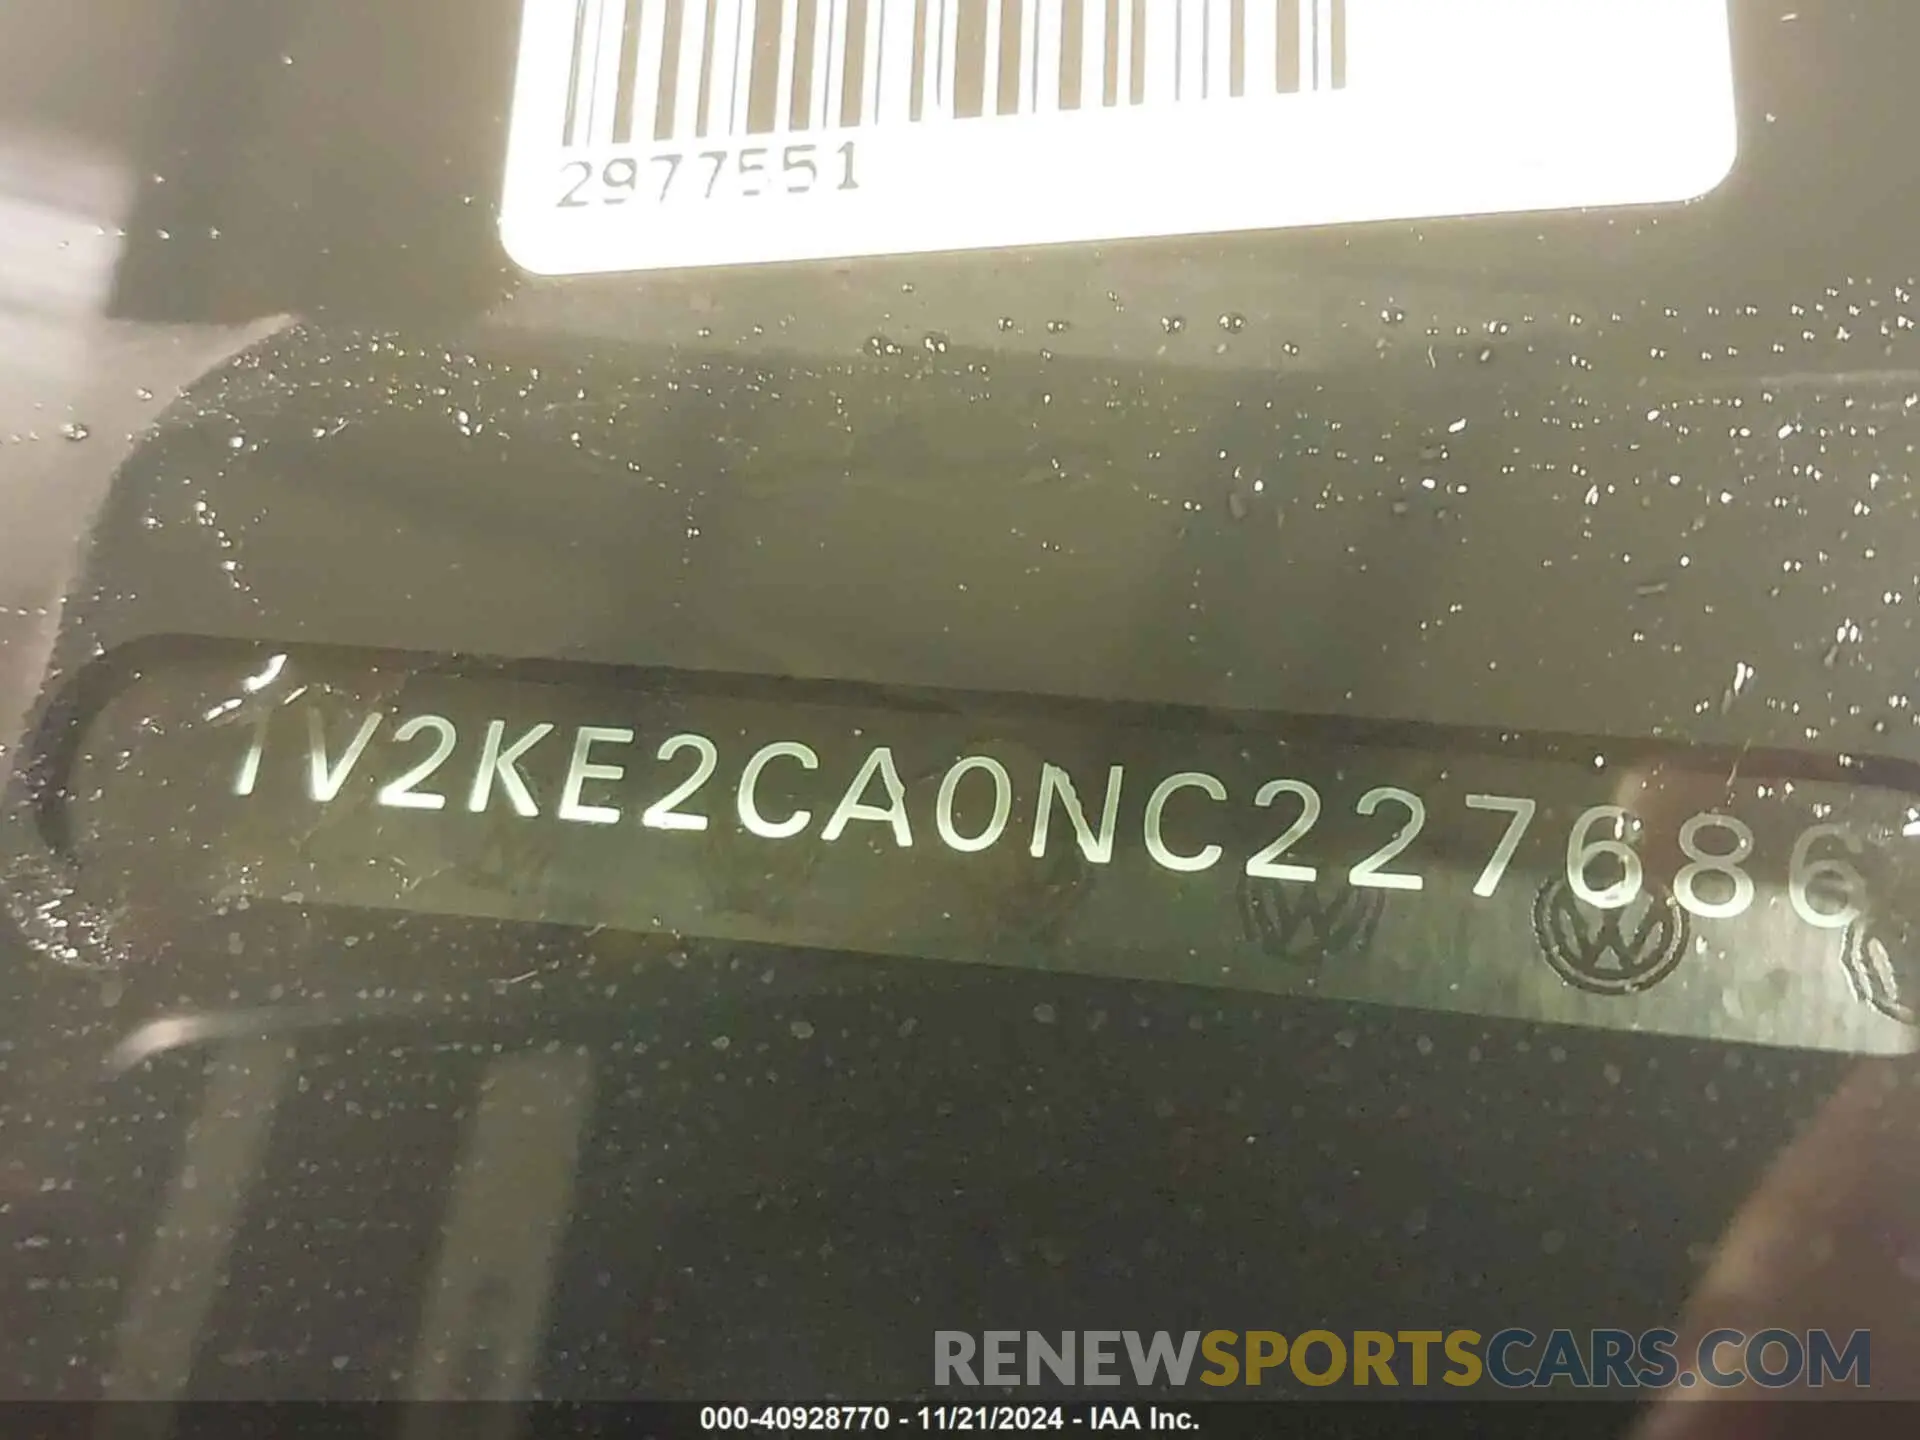 2977551
1V2KE2CA0NC227686
RENEWSPORTSCARS.COM
000-40928770 - 11/21/2024 - IAA Inc.